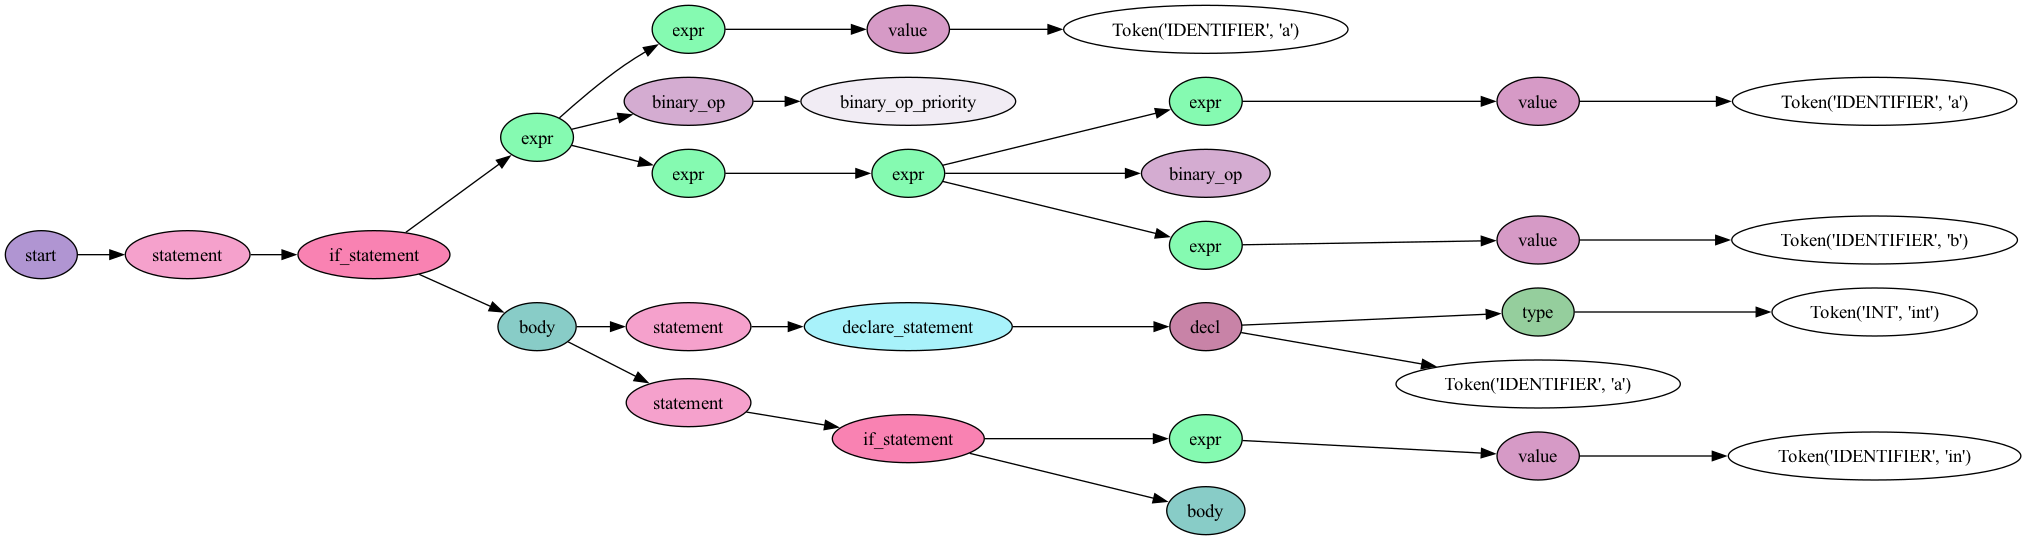 expr
value
Token('IDENTIFIER', 'a')
binary_op
binary_op_priority
expr
value
Token('IDENTIFIER', 'a')
expr
expr
expr
binary_op
expr
value
Token('IDENTIFIER', 'b')
start
statement
if_statement
body
statement
declare_statement
decl
type
Token('INT', 'int')
Token('IDENTIFIER', 'a')
statement
if_statement
expr
value
Token('IDENTIFIER', 'in')
body